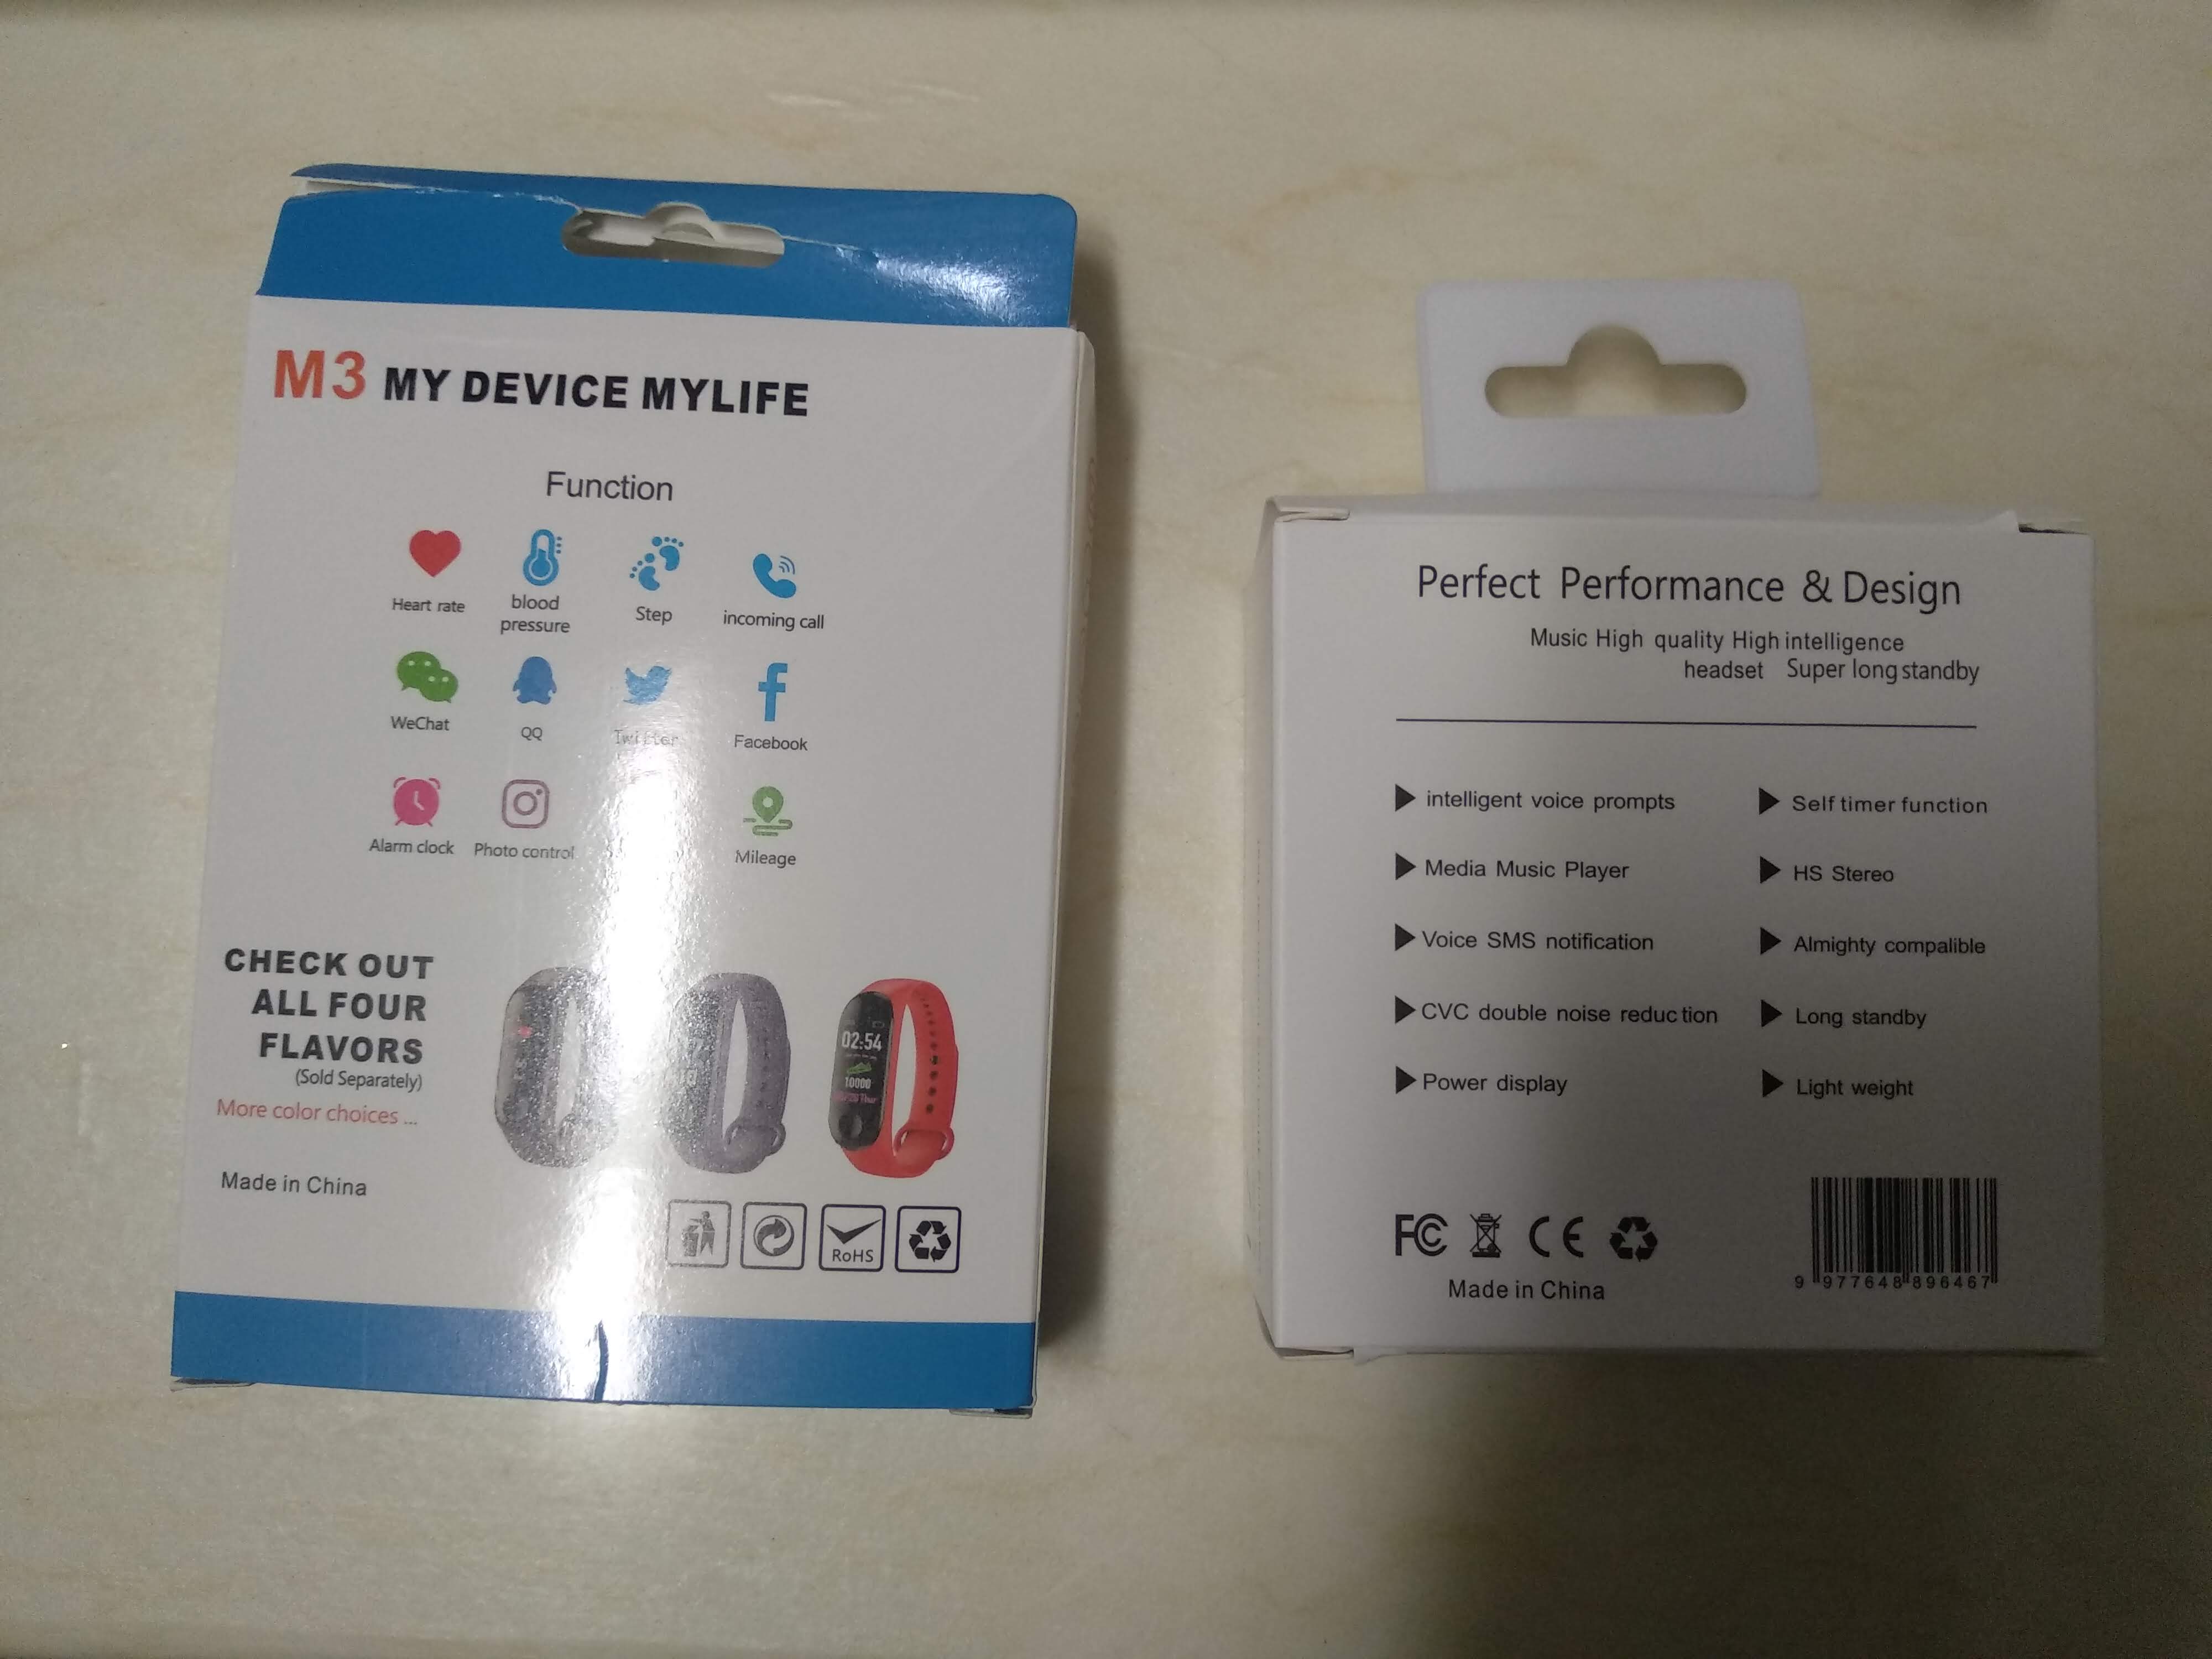 M3 MY DEVICE MYLIFE
Function
Heart rate
blood
pressure
Step
incoming call
WeChat
QQ
Twitter
Facebook
Alarm clock
Photo control
Mileage
CHECK OUT
ALL FOUR
FLAVORS
(Sold Separately)
More color choices ...
02:54
10000
Made in China
RoHS
Perfect Performance & Design
Music High quality High intelligence
headset Super long standby
intelligent voice prompts
Self timer function
Media Music Player
HS Stereo
Voice SMS notification
Almighty compalible
CVC double noise reduc tion
Long standby
Power display
Light weight
FC CE
Made in China
9 977648 896467